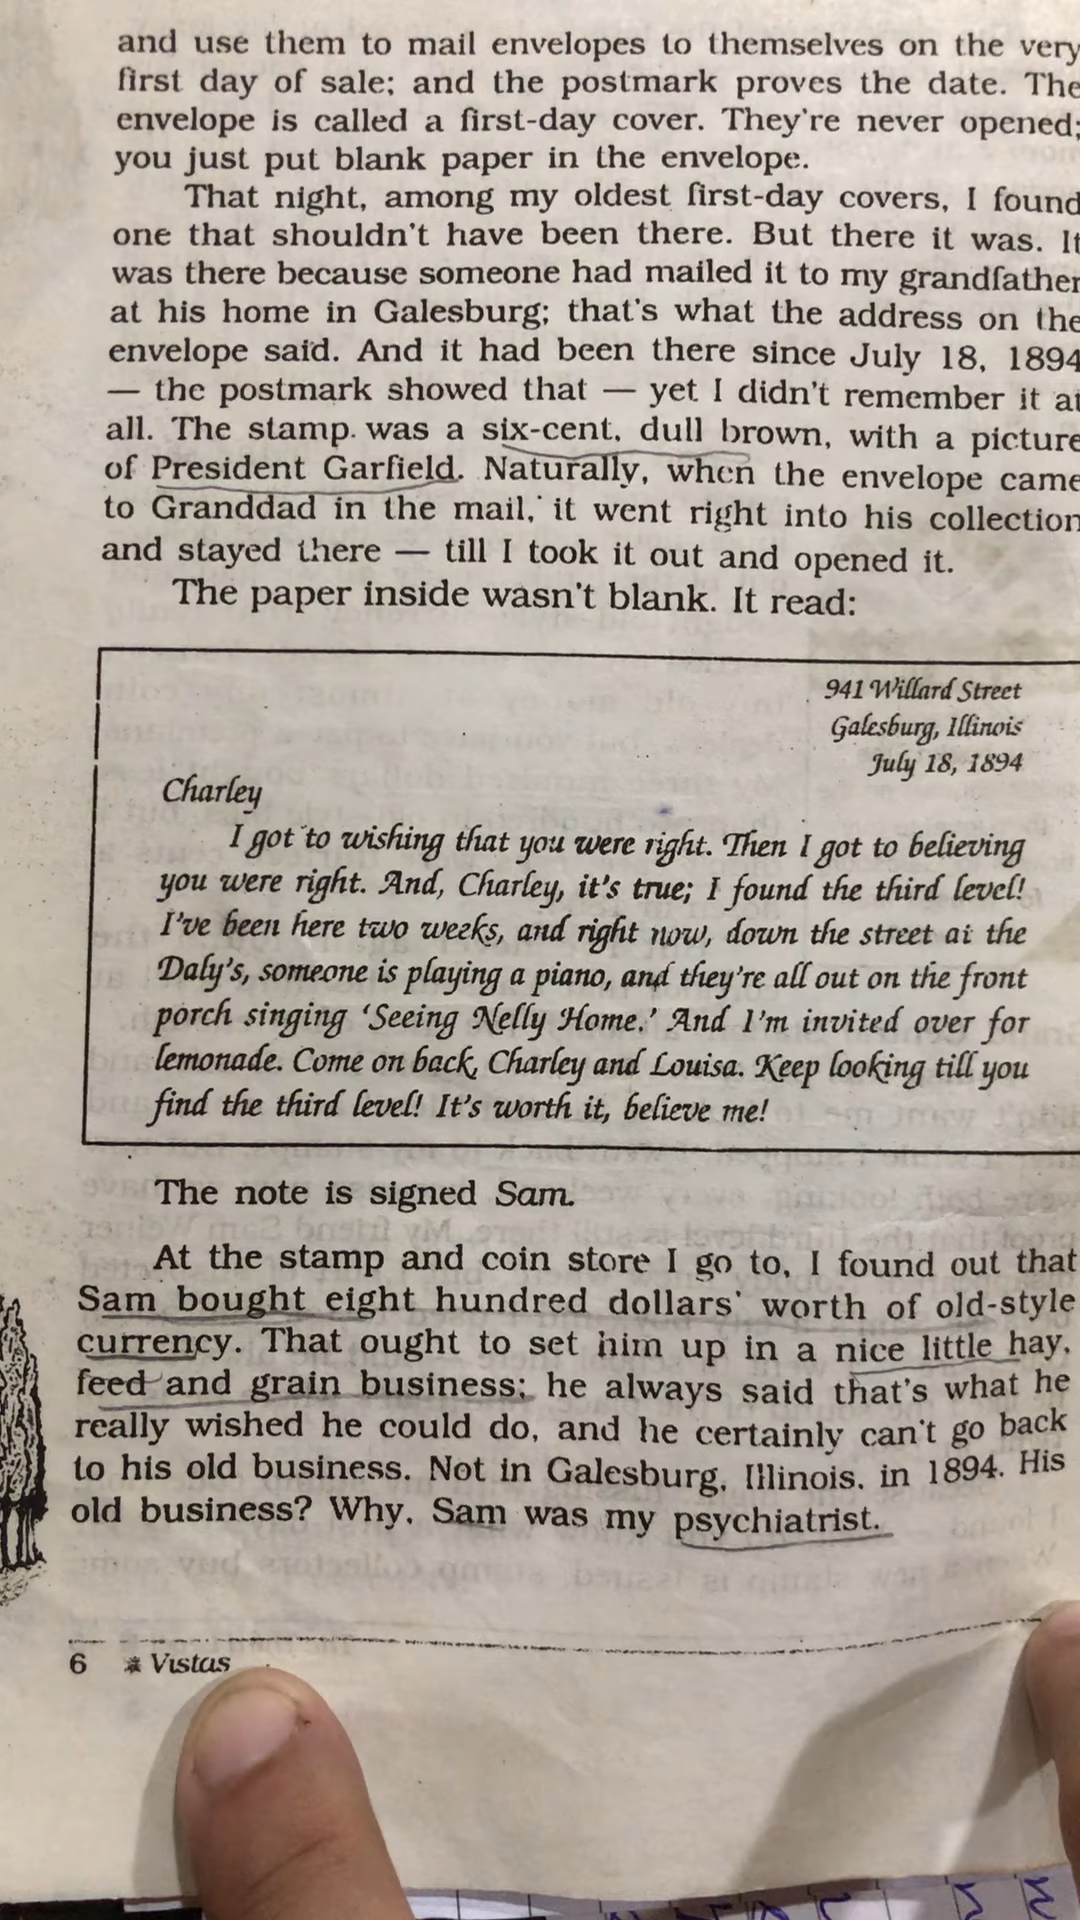 and use them to mail envelopes to themselves on the very
first day of sale; and the postmark proves the date. The
envelope is called a first-day cover. They're never opened;
you just put blank paper in the envelope.
That night, among my oldest first-day covers, I found
one that shouldn't have been there. But there it was. It
was there because someone had mailed it to my grandfather
at his home in Galesburg; that's what the address on the
envelope said. And it had been there since July 18, 1894
— the postmark showed that — yet I didn't remember it at
all. The stamp was a six-cent, dull brown, with a picture
of President Garfield. Naturally, when the envelope came
to Granddad in the mail, it went right into his collection
and stayed there — till I took it out and opened it.
The paper inside wasn't blank. It read:
941 Willard Street
Galesburg, Illinois
July 18, 1894
Charley
I got to wishing that you were right. Then I got to believing
you were right. And, Charley, it's true; I found the third level!
I've been here two weeks, and right now, down the street at the
Daly's, someone is playing a piano, and they're all out on the front
porch singing 'Seeing Nelly Home.' And I'm invited over for
lemonade. Come on back, Charley and Louisa. Keep looking till you
find the third level! It's worth it, believe me!
The note is signed Sam.
At the stamp and coin store I go to, I found out that
Sam bought eight hundred dollars' worth of old-style
currency. That ought to set him up in a nice little hay,
feed and grain business; he always said that's what he
really wished he could do, and he certainly can't go back
to his old business. Not in Galesburg, Illinois, in 1894. His
old business? Why, Sam was my psychiatrist.
6 * Vistas